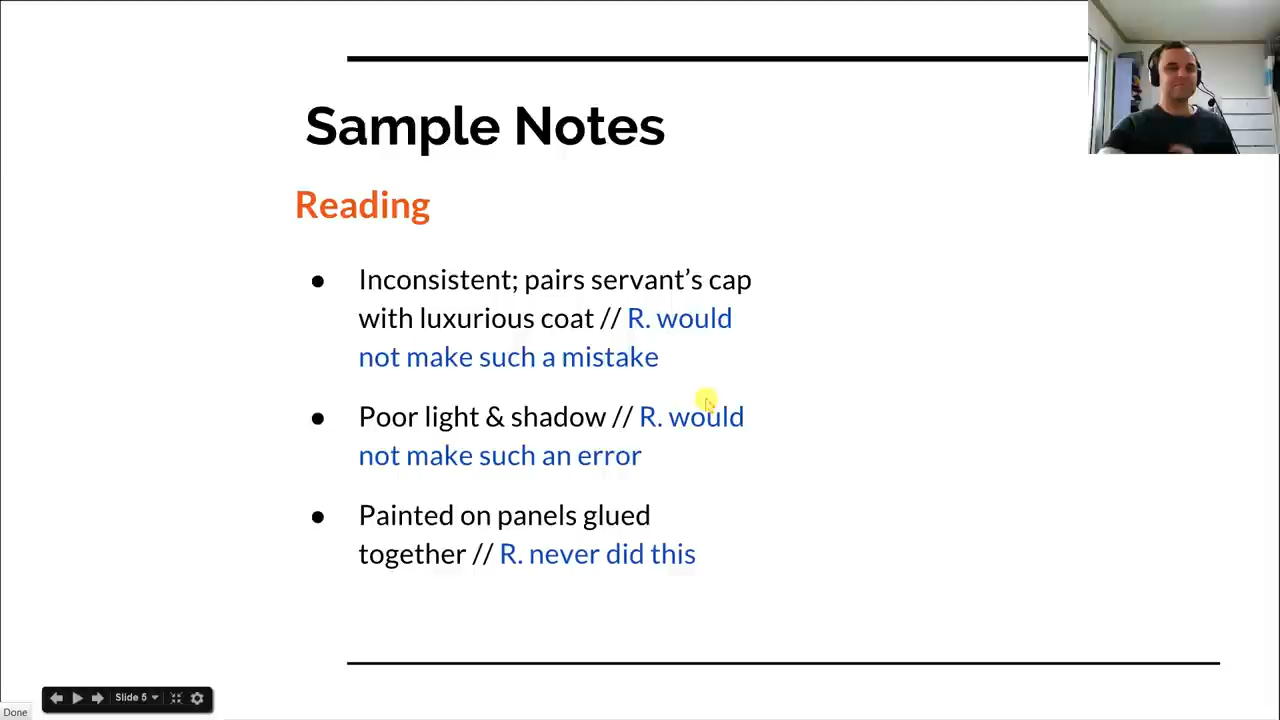 Sample Notes
Reading
● Inconsistent; pairs servant’s cap
with luxurious coat // R. would
not make such a mistake
● Poor light & shadow // R. would
not make such an error
● Painted on panels glued
together // R. never did this
Slide 5
Done